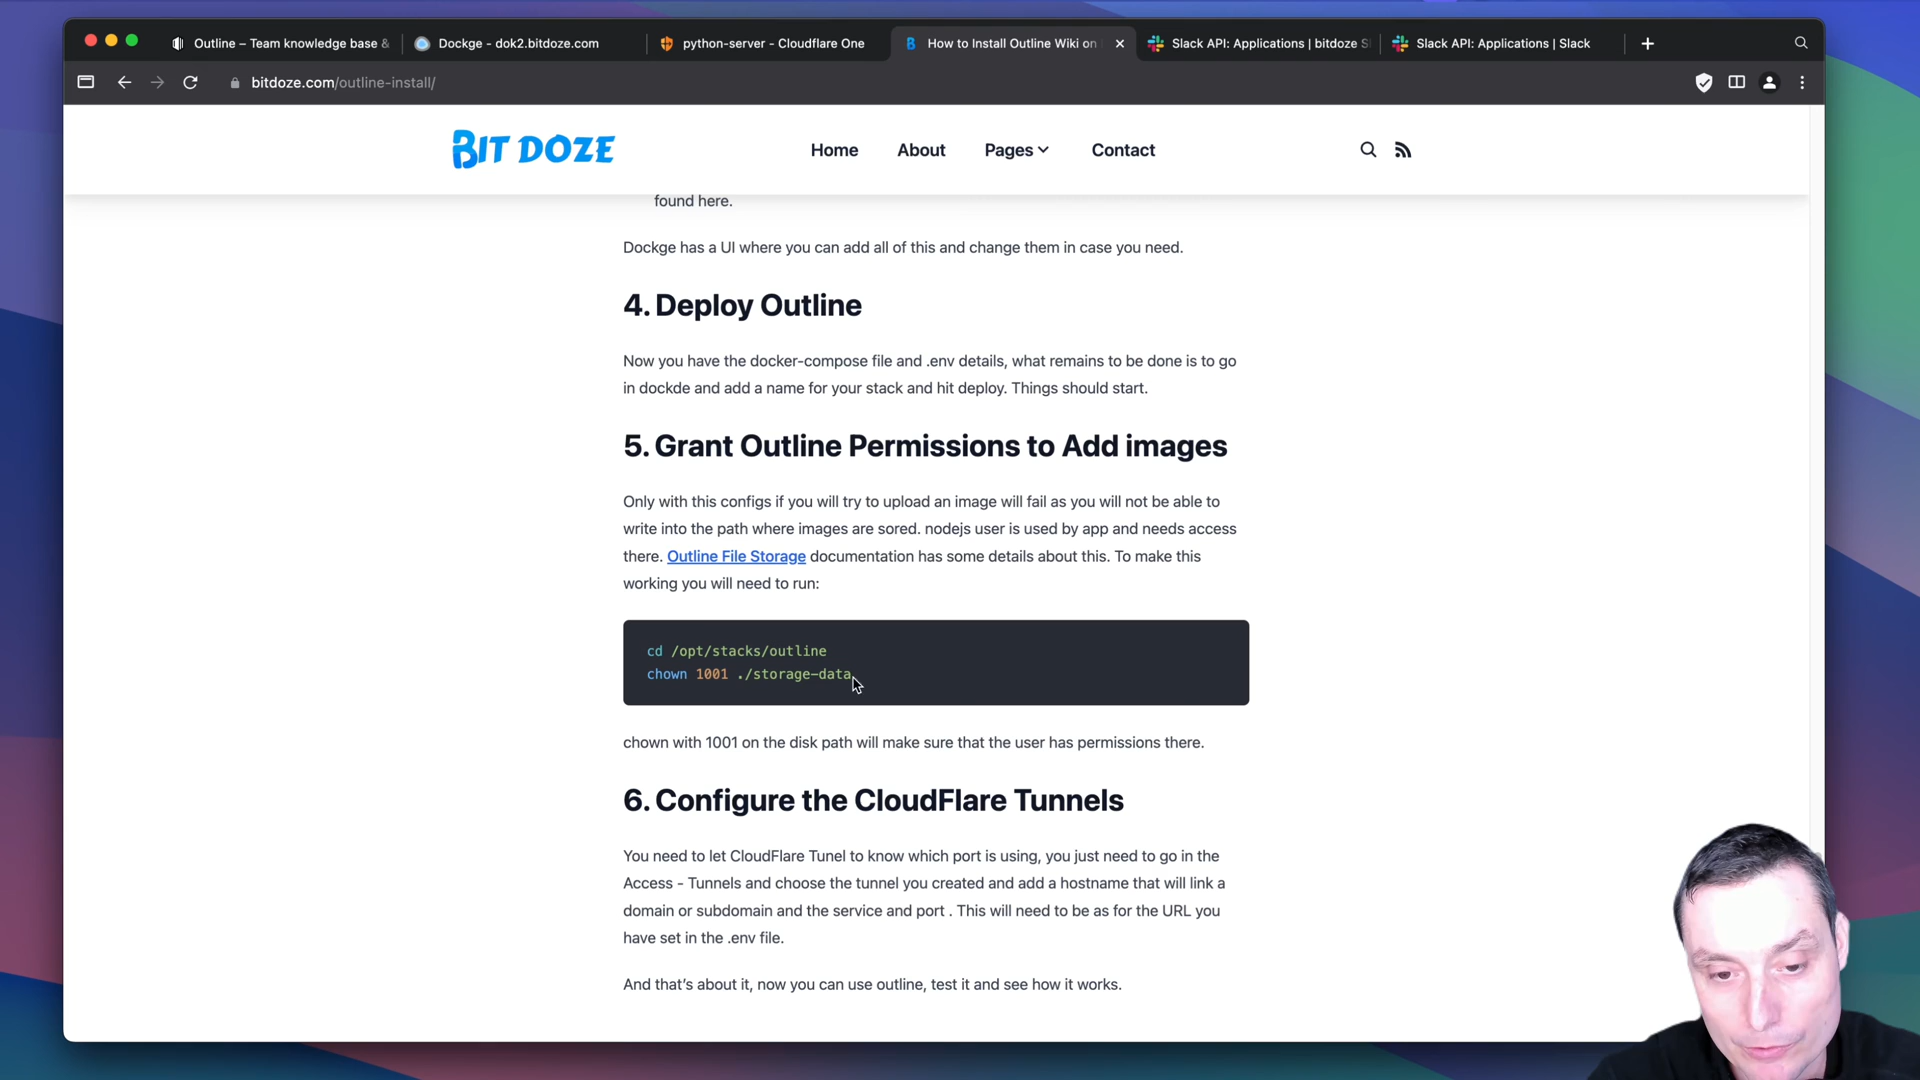 Outline – Team knowledge base &
Dockge - dok2.bitdoze.com
python-server - Cloudflare One
How to Install Outline Wiki on
Slack API: Applications | bitdoze Sl
Slack API: Applications | Slack
bitdoze.com/outline-install/
BIT DOZE
Home
About
Pages
Contact
found here.
Dockge has a UI where you can add all of this and change them in case you need.
4. Deploy Outline
Now you have the docker-compose file and .env details, what remains to be done is to go
in dockde and add a name for your stack and hit deploy. Things should start.
5. Grant Outline Permissions to Add images
Only with this configs if you will try to upload an image will fail as you will not be able to
write into the path where images are sored. nodejs user is used by app and needs access
there. Outline File Storage documentation has some details about this. To make this
working you will need to run:
cd /opt/stacks/outline
chown 1001 ./storage-data
chown with 1001 on the disk path will make sure that the user has permissions there.
6. Configure the CloudFlare Tunnels
You need to let CloudFlare Tunel to know which port is using, you just need to go in the
Access - Tunnels and choose the tunnel you created and add a hostname that will link a
domain or subdomain and the service and port . This will need to be as for the URL you
have set in the .env file.
And that's about it, now you can use outline, test it and see how it works.